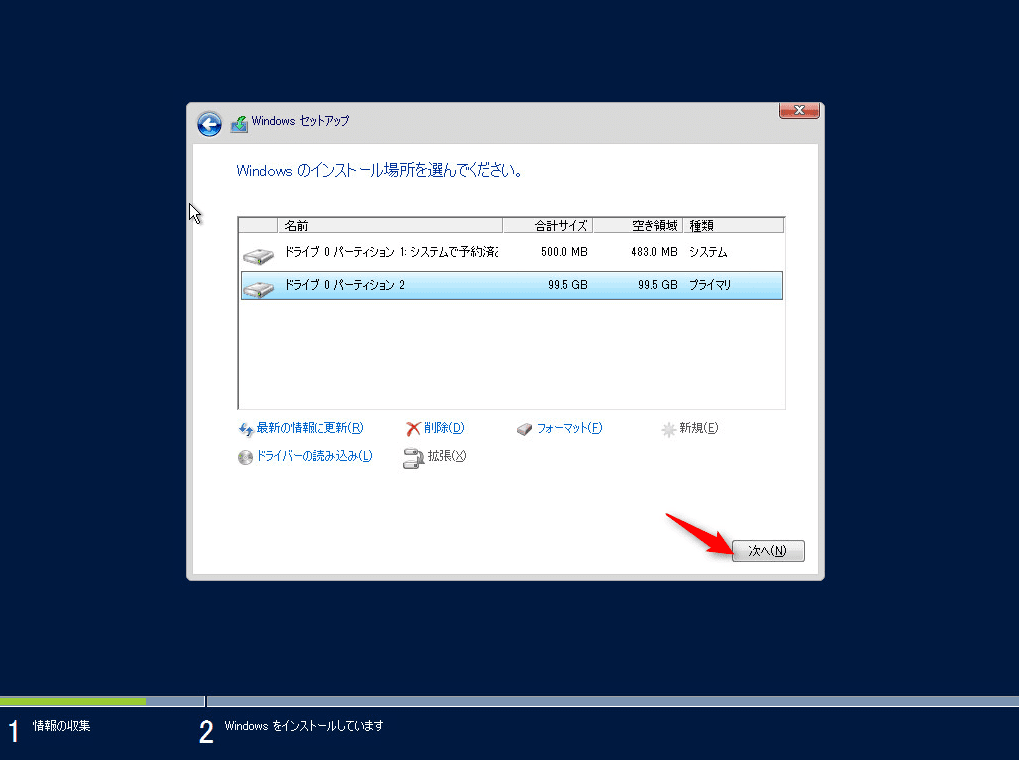 Windows セットアップ
Windows のインストール場所を選んでください。
名前 合計サイズ 空き領域 種類
ドライブ 0 パーティション 1: システムで予約済み 500.0 MB 483.0 MB システム
ドライブ 0 パーティション 2 99.5 GB 99.5 GB プライマリ
最新の情報に更新(R) 削除(D) フォーマット(F) 新規(E)
ドライバーの読み込み(L) 拡張(X)
次へ(N)
1 情報の収集 2 Windows をインストールしています